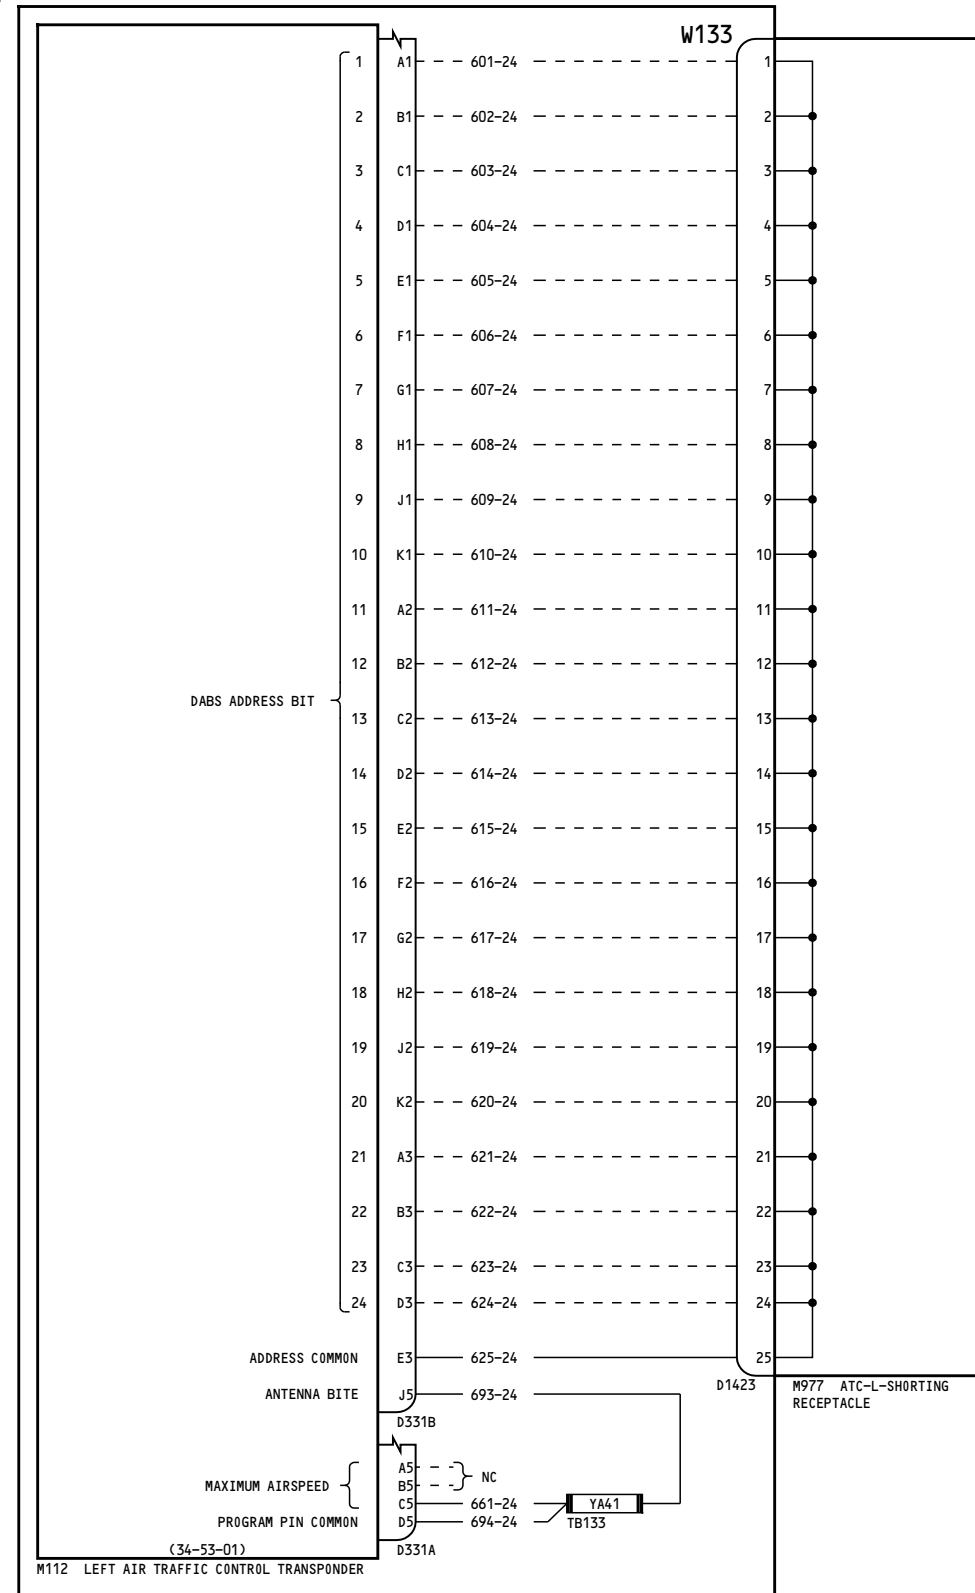 W133
1 A1 601-24 1
2 B1 602-24 2
3 C1 603-24 3
4 D1 604-24 4
5 E1 605-24 5
6 F1 606-24 6
7 G1 607-24 7
8 H1 608-24 8
9 J1 609-24 9
10 K1 610-24 10
11 A2 611-24 11
12 B2 612-24 12
DABS ADDRESS BIT
13 C2 613-24 13
14 D2 614-24 14
15 E2 615-24 15
16 F2 616-24 16
17 G2 617-24 17
18 H2 618-24 18
19 J2 619-24 19
20 K2 620-24 20
21 A3 621-24 21
22 B3 622-24 22
23 C3 623-24 23
24 D3 624-24 24
ADDRESS COMMON E3 625-24 25
D1423 M977 ATC-L-SHORTING
RECEPTACLE
ANTENNA BITE J5 693-24
D331B
A5
NC
MAXIMUM AIRSPEED B5
C5 661-24 YA41
PROGRAM PIN COMMON D5 694-24 TB133
(34-53-01) D331A
M112 LEFT AIR TRAFFIC CONTROL TRANSPONDER